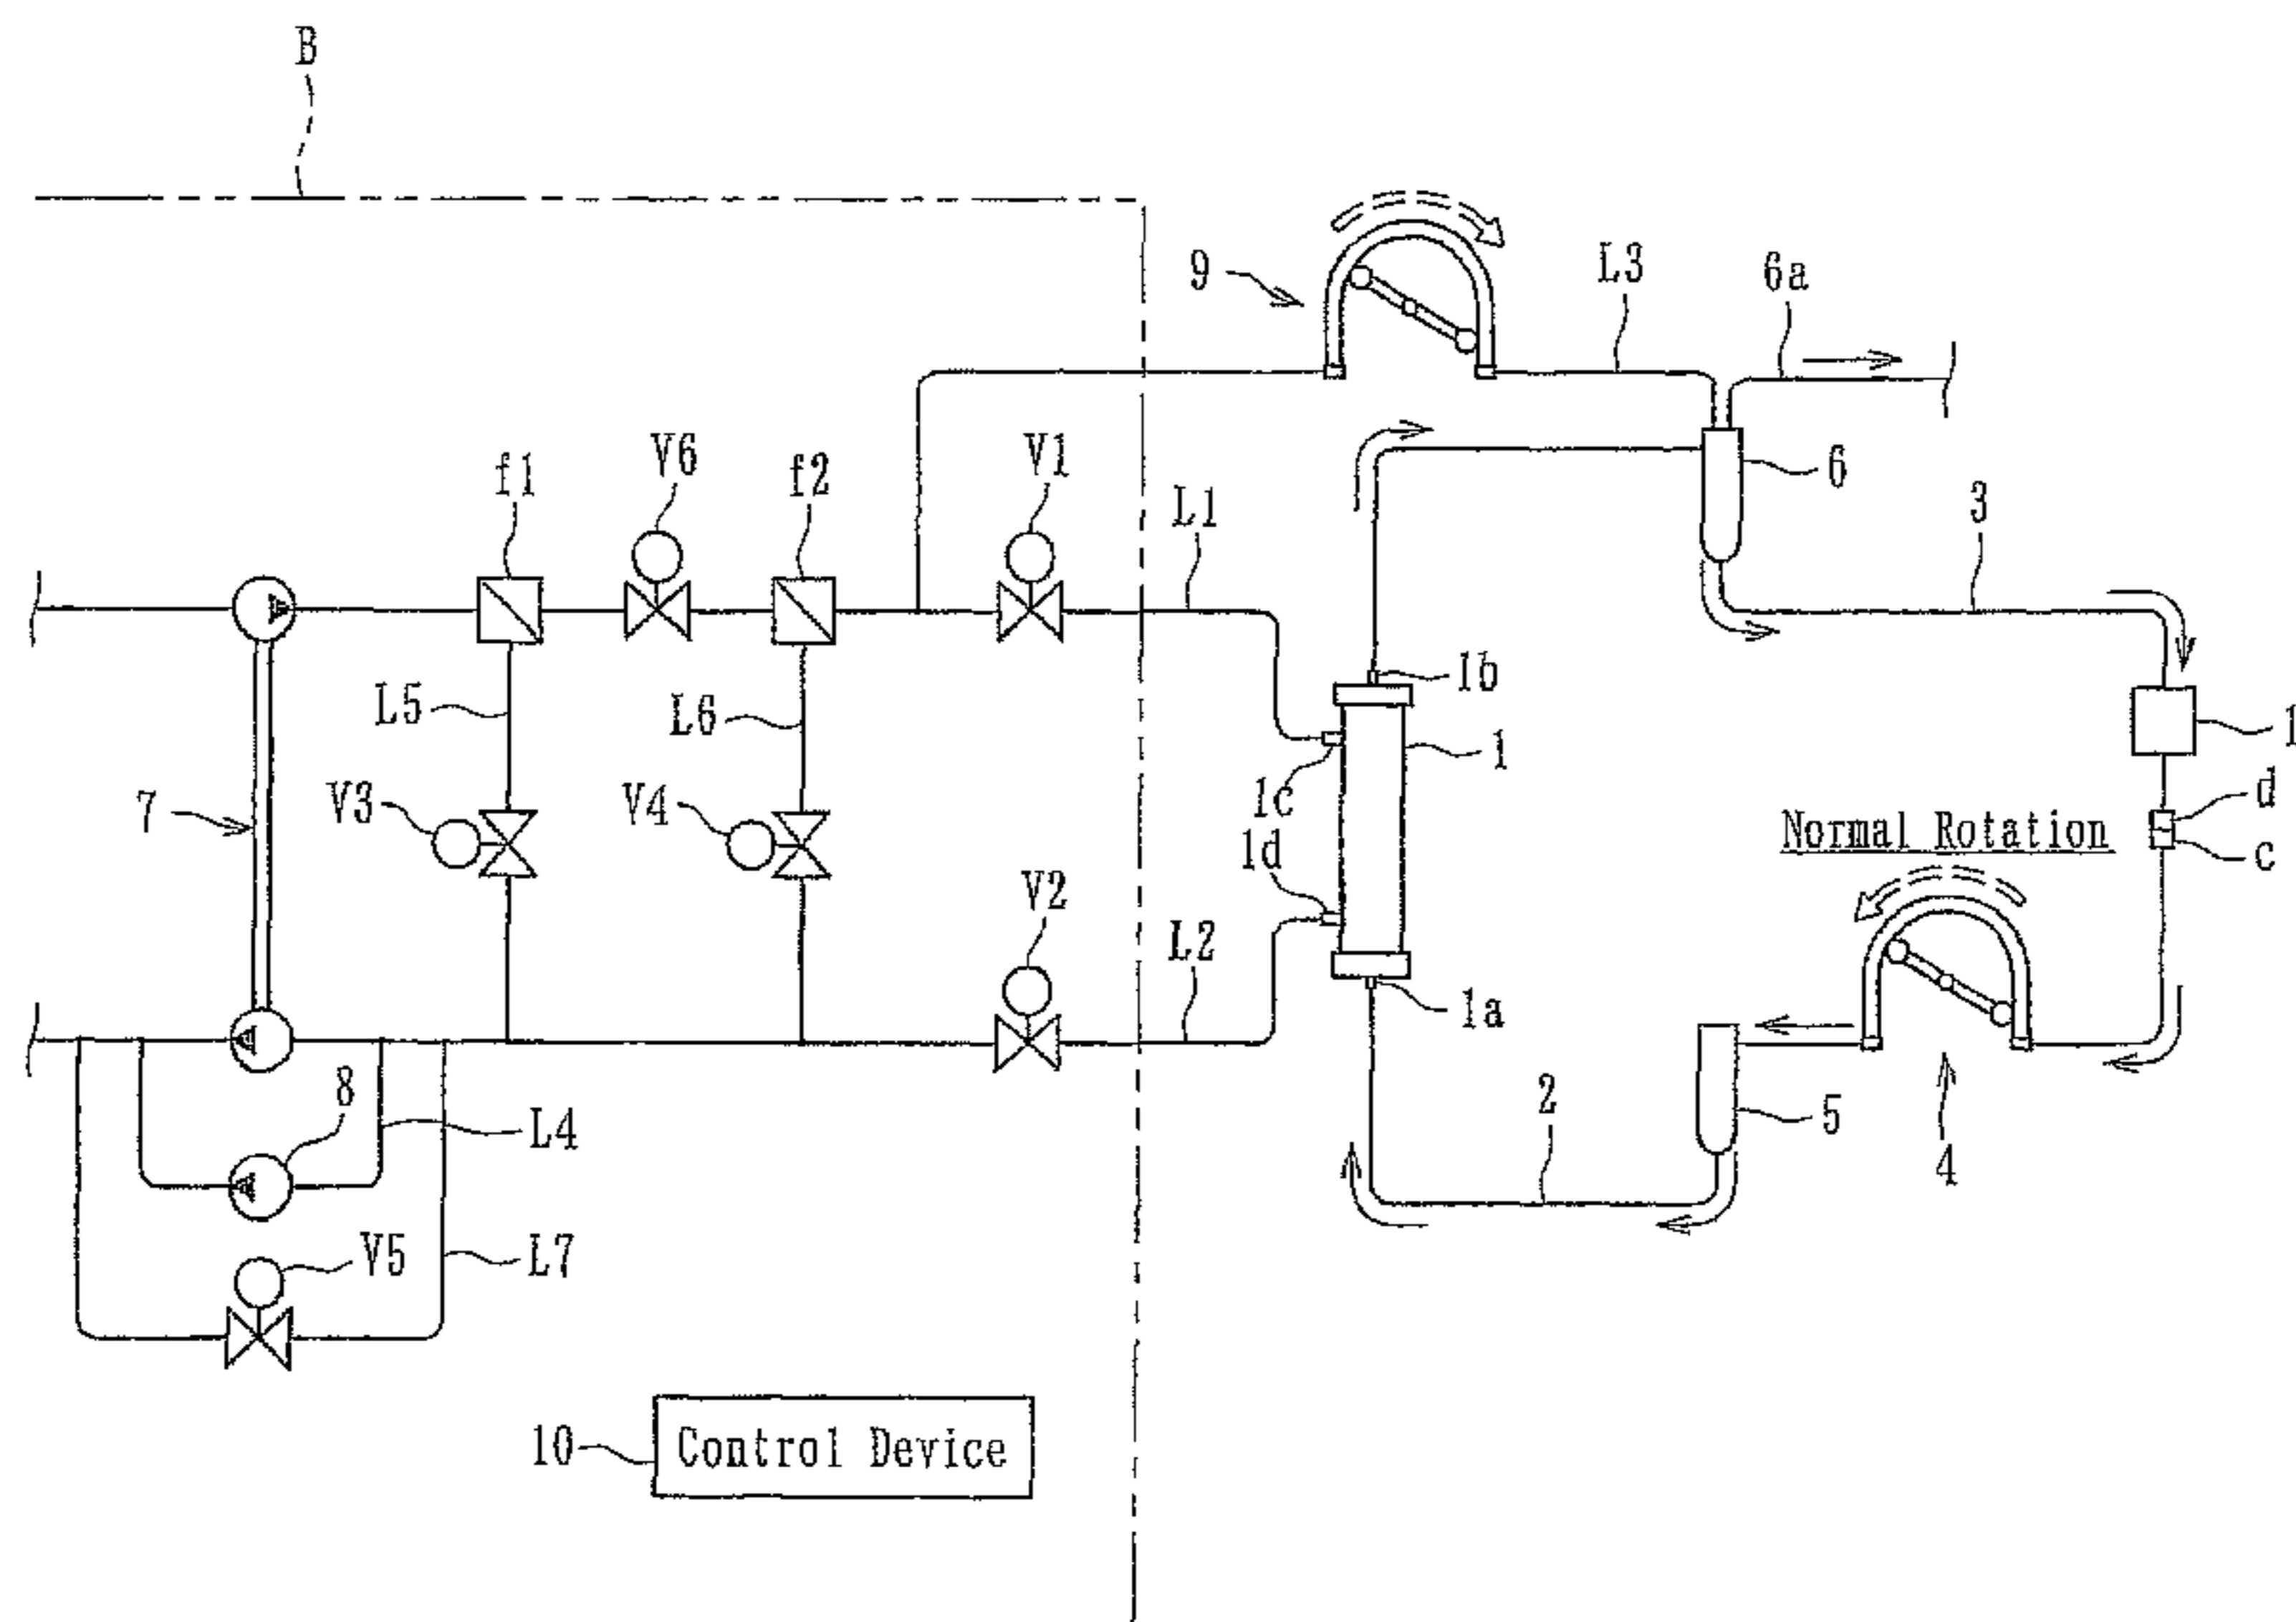 B
9
L3
6a
f1
V6
f2
V1
L1
6
3
1b
L5
L6
1
1
7
V3
V4
1c
1d
Normal Rotation
d
c
V2
L2
1a
8
L4
2
5
4
V5
L7
10
Control Device